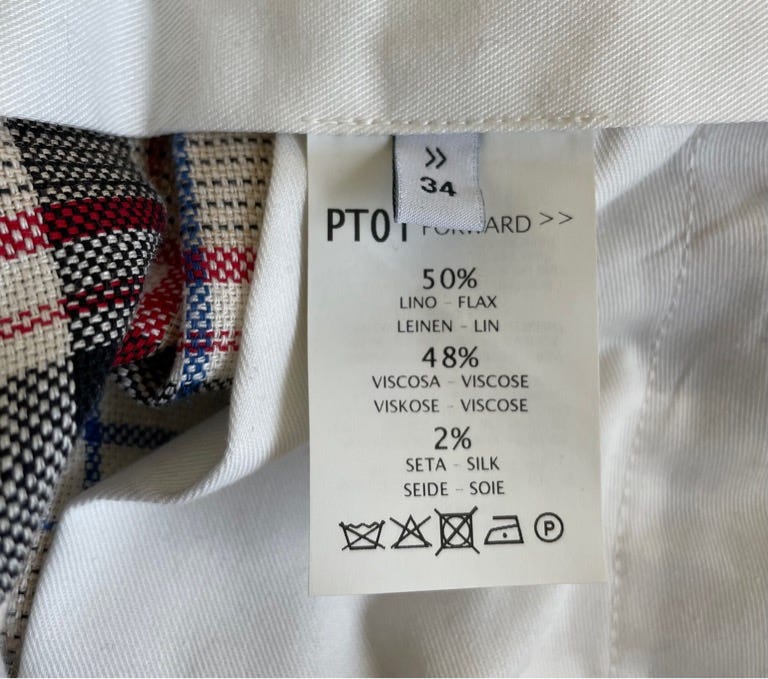 »
34
PT01 FORWARD >>
50%
LINO - FLAX
LEINEN - LIN
48%
VISCOSA - VISCOSE
VISKOSE - VISCOSE
2%
SETA - SILK
SEIDE - SOIE
P